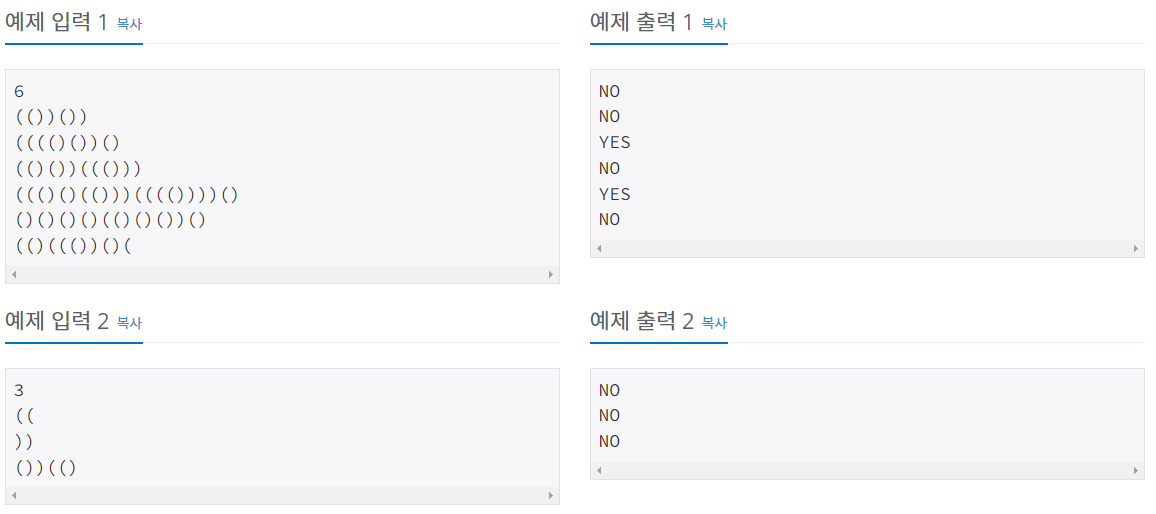 예제 입력 1 복사
6
(())())
(((()())()
(()())((()))
((()()(()))(((())))()
()()()()(()()())()
(()((())()(
예제 출력 1 복사
NO
NO
YES
NO
YES
NO
예제 입력 2 복사
3
((
))
())(()
예제 출력 2 복사
NO
NO
NO